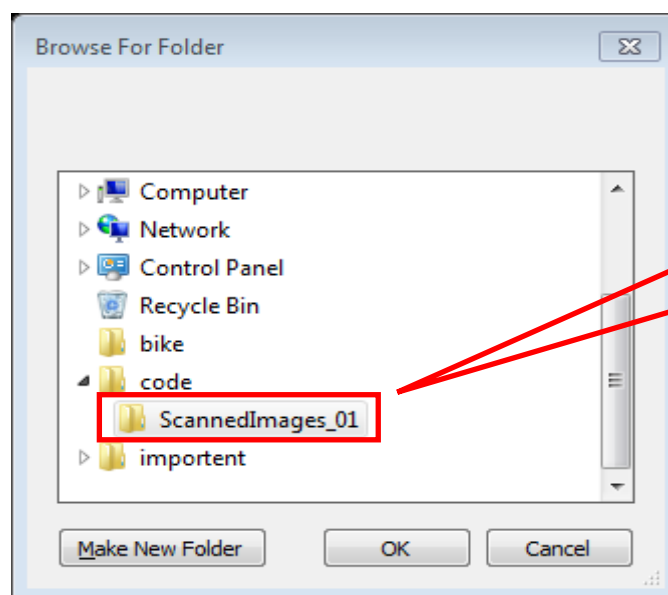 Browse For Folder
Computer
Network
Control Panel
Recycle Bin
bike
code
ScannedImages_01
importent
Make New Folder OK Cancel